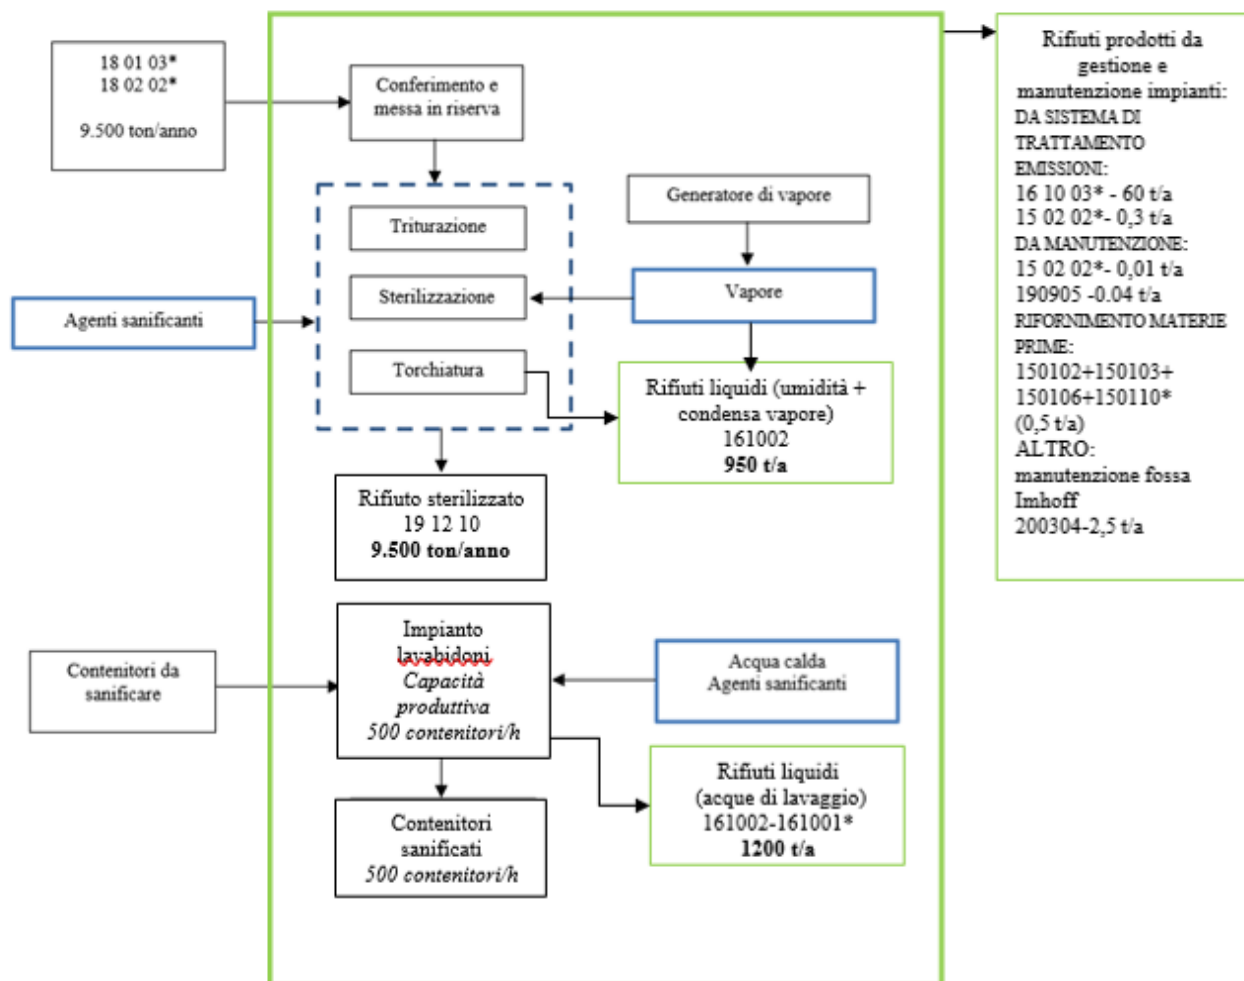 18 01 03*
18 02 02*
9.500 ton/anno
Conferimento e
messa in riserva
Triturazione
Sterilizzazione
Torchiatura
Agenti sanificanti
Generatore di vapore
Vapore
Rifiuti liquidi (umidità +
condensa vapore)
161002
950 t/a
Rifiuto sterilizzato
19 12 10
9.500 ton/anno
Contenitori da
sanificare
Impianto
lavabidoni
Capacità
produttiva
500 contenitori/h
Acqua calda
Agenti sanificanti
Rifiuti liquidi
(acque di lavaggio)
161002-161001*
1200 t/a
Contenitori
sanificati
500 contenitori/h
Rifiuti prodotti da
gestione e
manutenzione impianti:
DA SISTEMA DI
TRATTAMENTO
EMISSIONI:
16 10 03* - 60 t/a
15 02 02*- 0,3 t/a
DA MANUTENZIONE:
15 02 02*- 0,01 t/a
190905 -0.04 t/a
RIFORNIMENTO MATERIE
PRIME:
150102+150103+
150106+150110*
(0,5 t/a)
ALTRO:
manutenzione fossa
Imhoff
200304-2,5 t/a